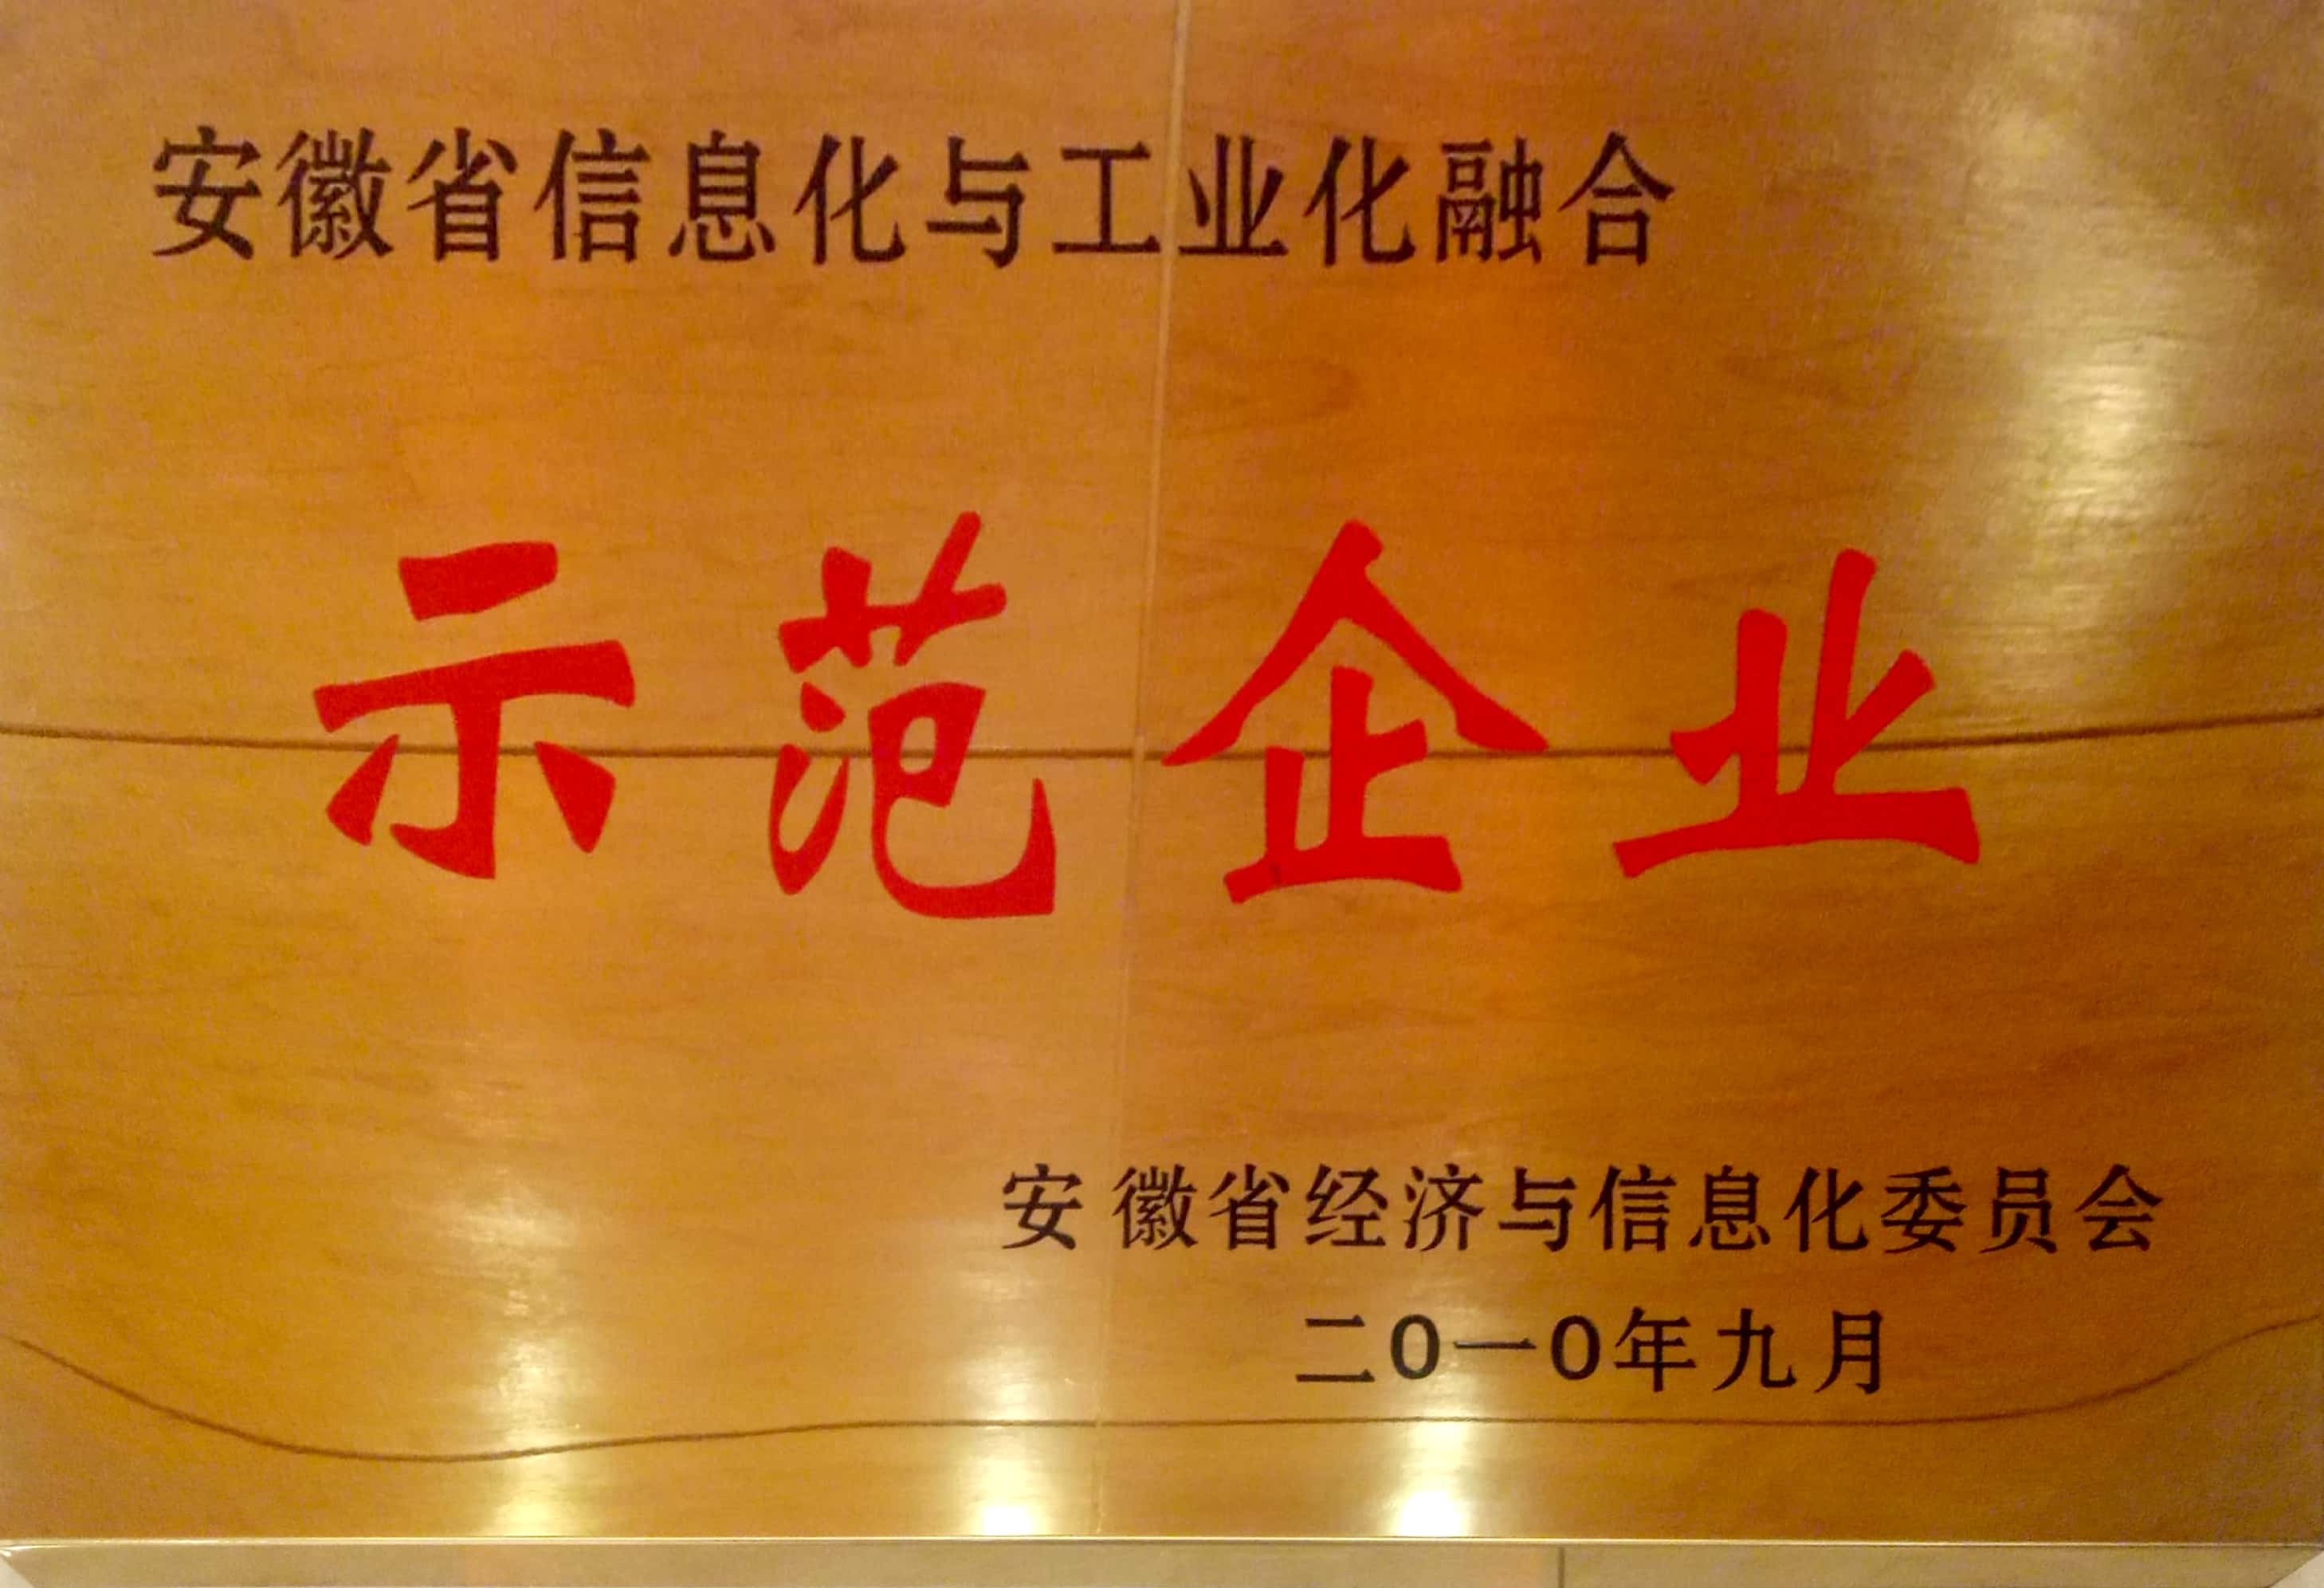 安徽省信息化与工业化融合
示范企业
安徽省经济与信息化委员会
二0一0年九月